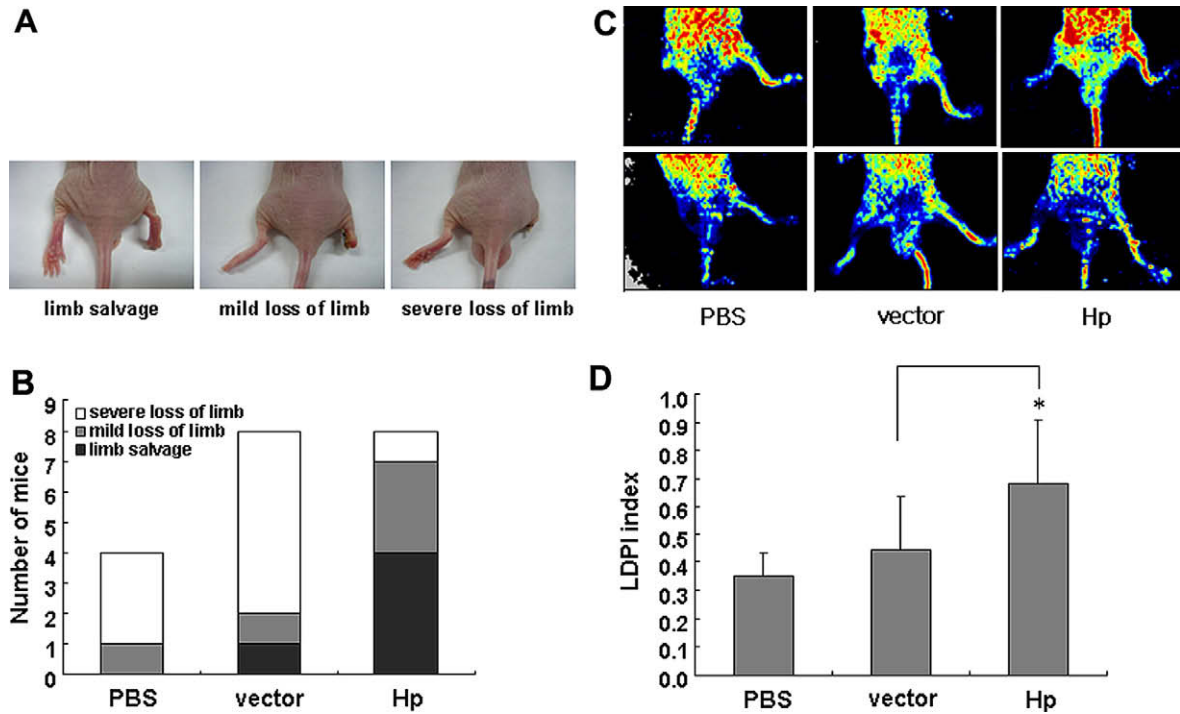 A
limb salvage mild loss of limb severe loss of limb
B
Number of mice
9
8
7
6
5
4
3
2
1
0
severe loss of limb
mild loss of limb
limb salvage
PBS vector Hp
C
PBS vector Hp
D
LDPI index
1.0
0.9
0.8
0.7
0.6
0.5
0.4
0.3
0.2
0.1
0.0
*
PBS vector Hp